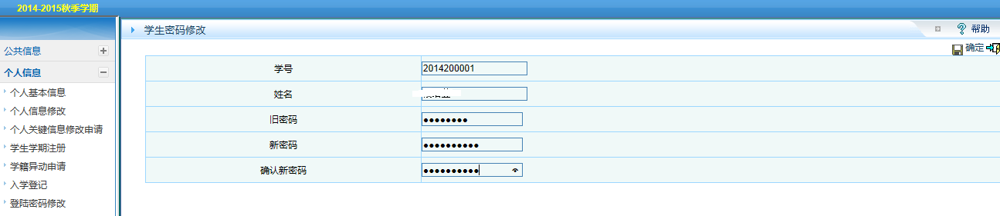 2014-2015秋季学期
学生密码修改
帮助
公共信息
确定
个人信息
学号
2014200001
个人基本信息
姓名
个人信息修改
旧密码
个人关键信息修改申请
新密码
学生学期注册
确认新密码
学籍异动申请
入学登记
登陆密码修改